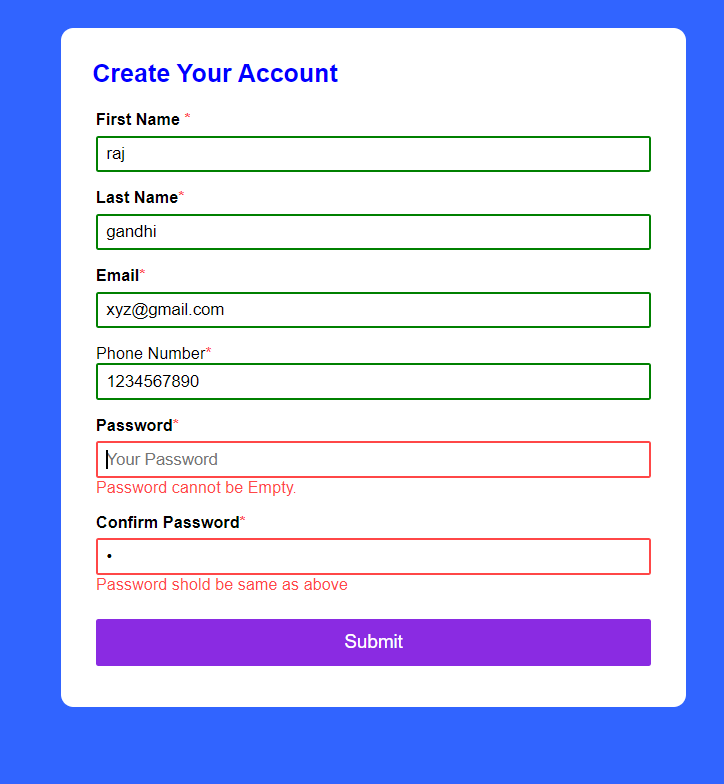 Create Your Account
First Name *
raj
Last Name*
gandhi
Email*
xyz@gmail.com
Phone Number*
1234567890
Password*
Your Password
Password cannot be Empty.
Confirm Password*
•
Password shold be same as above
Submit